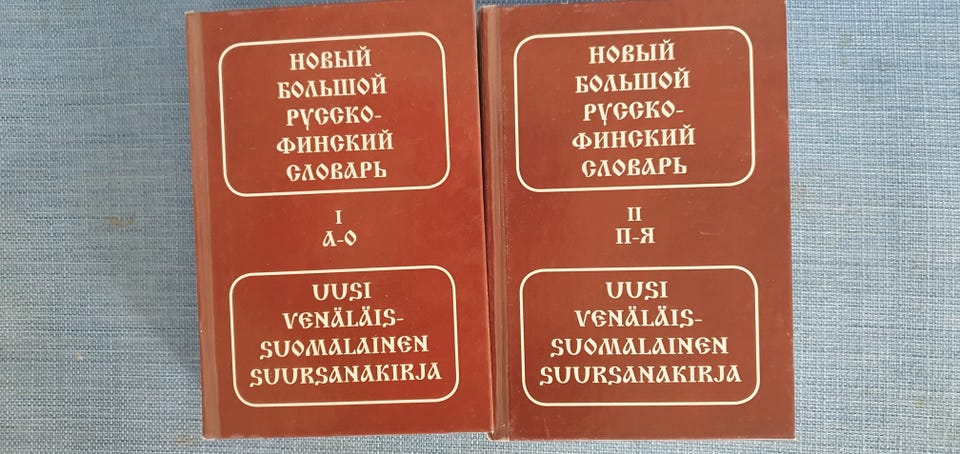 НОВЫЙ
БОЛЬШОЙ
РУССКО-
ФИНСКИЙ
СЛОВАРЬ
I
А-О
UUSI
VENÄLÄIS-
SUOMALAINEN
SUURSANAKIRJA
НОВЫЙ
БОЛЬШОЙ
РУССКО-
ФИНСКИЙ
СЛОВАРЬ
II
П-Я
UUSI
VENÄLÄIS-
SUOMALAINEN
SUURSANAKIRJA